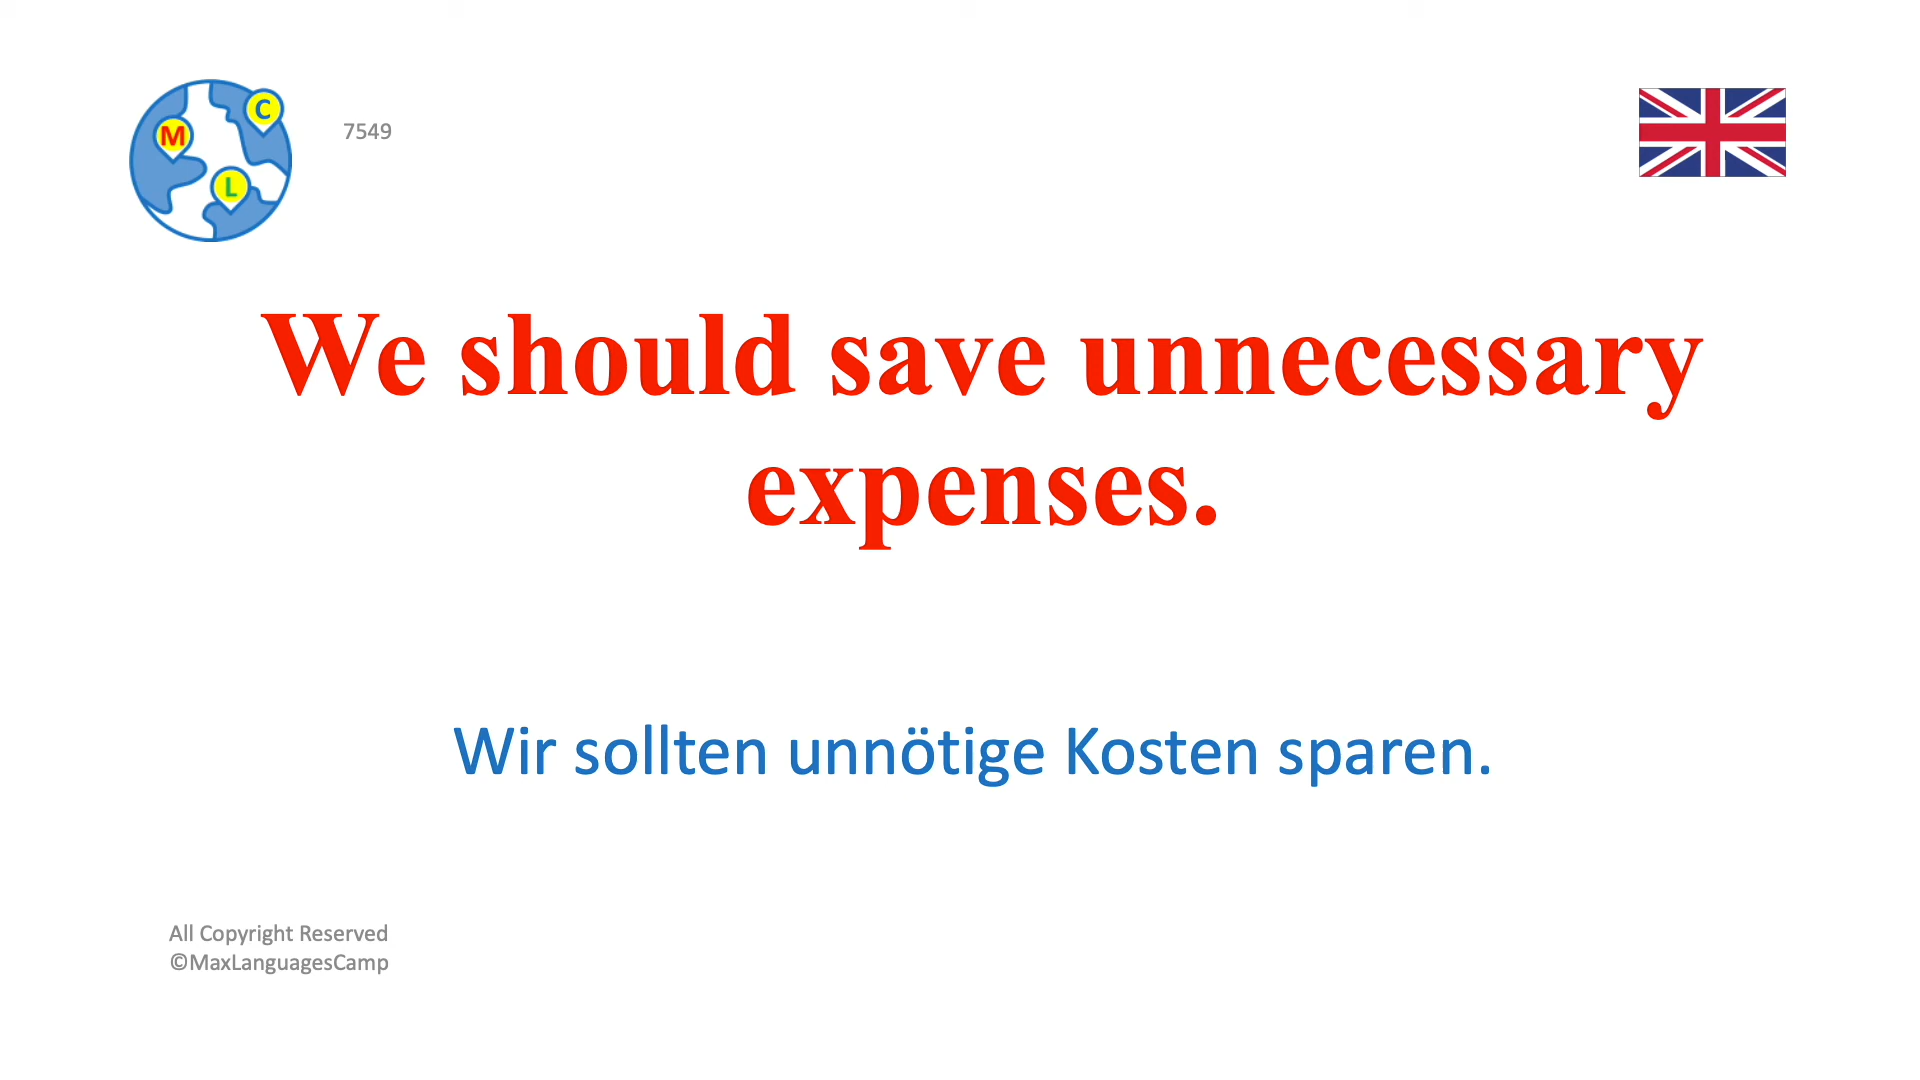 C
M
L
7549
We should save unnecessary
expenses.
Wir sollten unnötige Kosten sparen.
All Copyright Reserved
©MaxLanguagesCamp